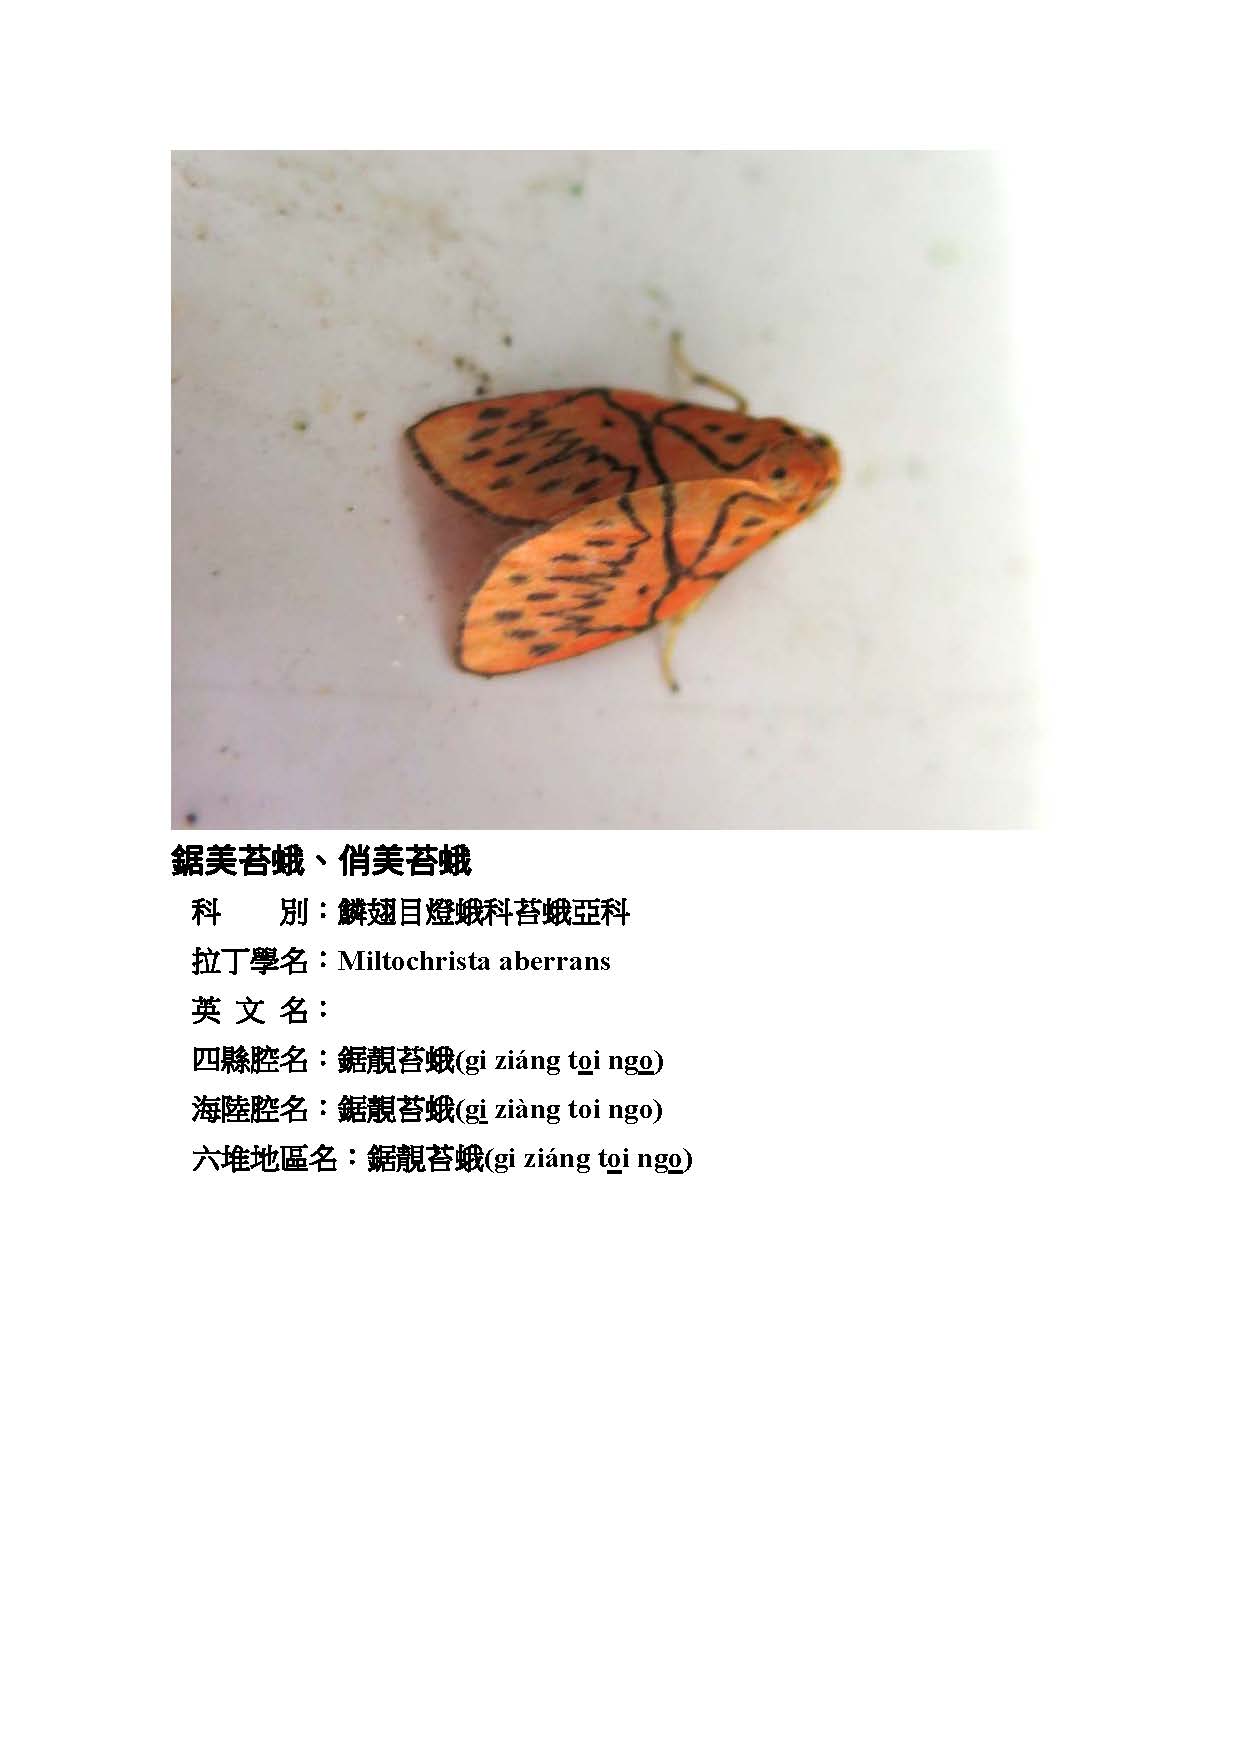 鋸美苔蛾、俏美苔蛾
科　　別：鱗翅目燈蛾科苔蛾亞科
拉丁學名：Miltochrista aberrans
英 文 名：
四縣腔名：鋸靚苔蛾(gi ziáng toi ngo)
海陸腔名：鋸靚苔蛾(gi ziàng toi ngo)
六堆地區名：鋸靚苔蛾(gi ziáng toi ngo)